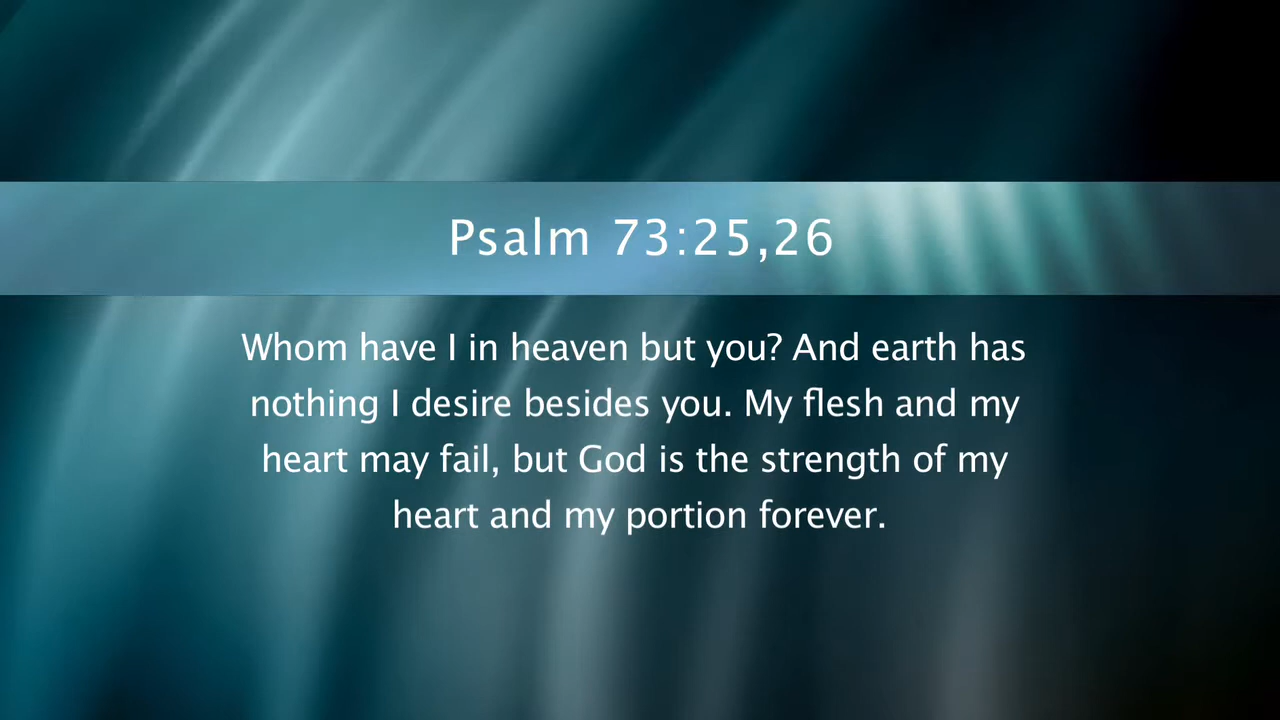 Psalm 73:25,26
Whom have I in heaven but you? And earth has
nothing I desire besides you. My flesh and my
heart may fail, but God is the strength of my
heart and my portion forever.